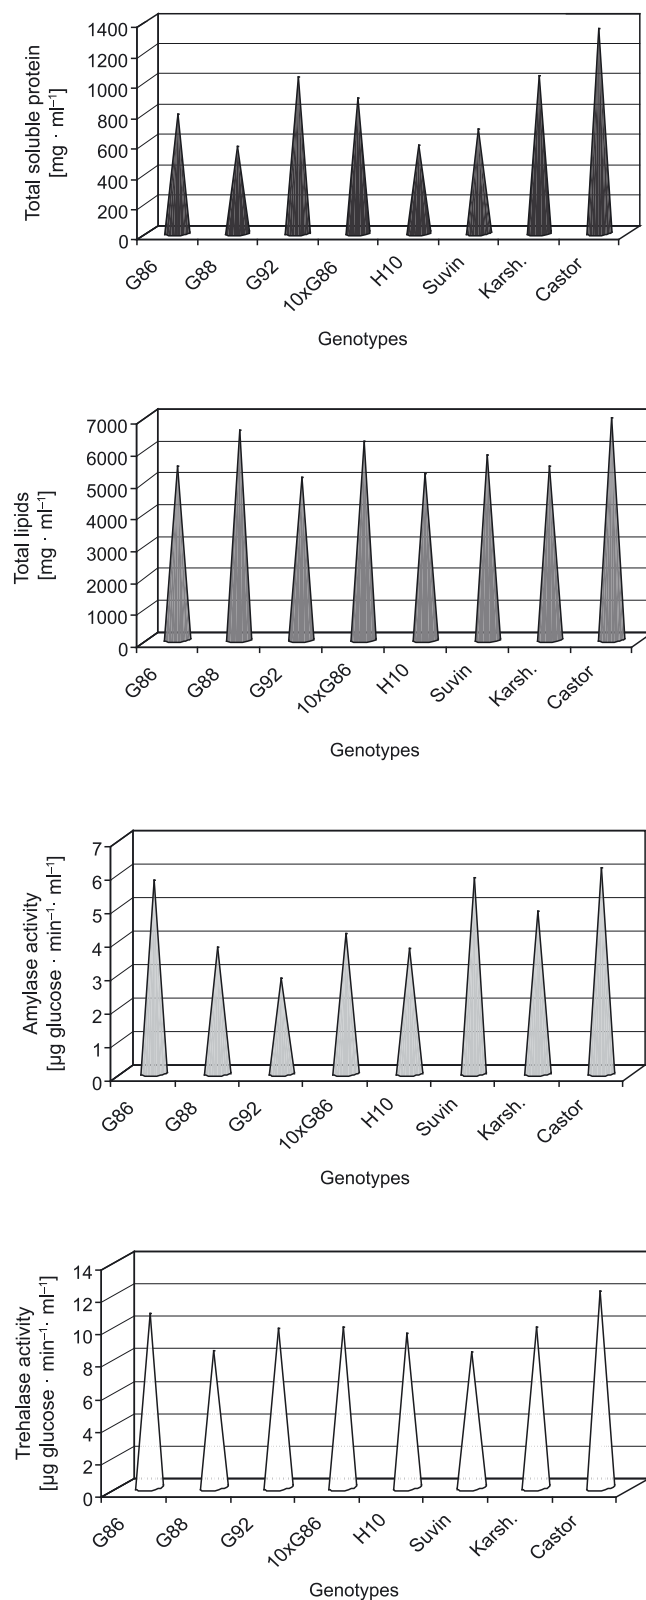 Total soluble protein
[mg · ml⁻¹]
1400
1200
1000
800
600
400
200
0
G86 G88 G92 10xG86 H10 Suvin Karsh. Castor
Genotypes
Total lipids
[mg · ml⁻¹]
7000
6000
5000
4000
3000
2000
1000
0
G86 G88 G92 10xG86 H10 Suvin Karsh. Castor
Genotypes
Amylase activity
[µg glucose · min⁻¹· ml⁻¹]
7
6
5
4
3
2
1
0
G86 G88 G92 10xG86 H10 Suvin Karsh. Castor
Genotypes
Trehalase activity
[µg glucose · min⁻¹· ml⁻¹]
14
12
10
8
6
4
2
0
G86 G88 G92 10xG86 H10 Suvin Karsh. Castor
Genotypes